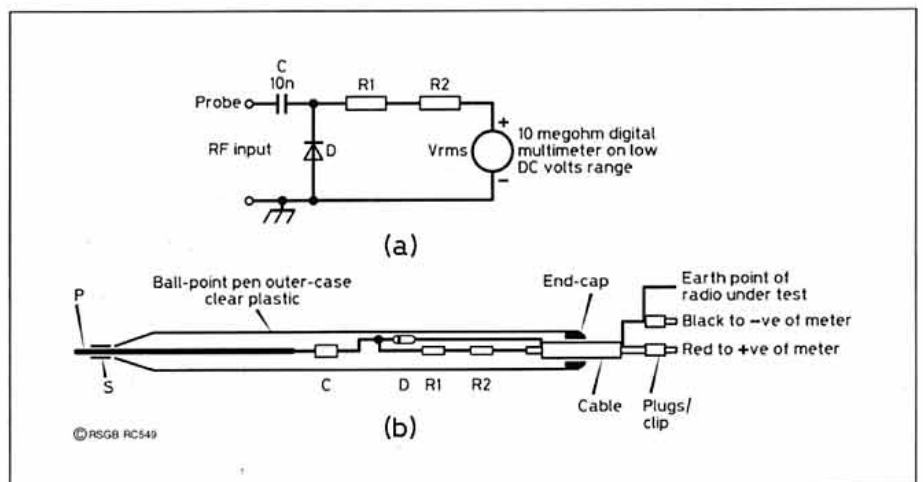 C
10n
R1
R2
Probe
RF input
D
Vrms
+
−
10 megohm digital
multimeter on low
DC volts range
(a)
P
Ball-point pen outer-case
clear plastic
End-cap
Earth point of
radio under test
Black to −ve of meter
Red to +ve of meter
S
C
D
R1
R2
Cable
Plugs/
clip
(b)
©RSGB RC549